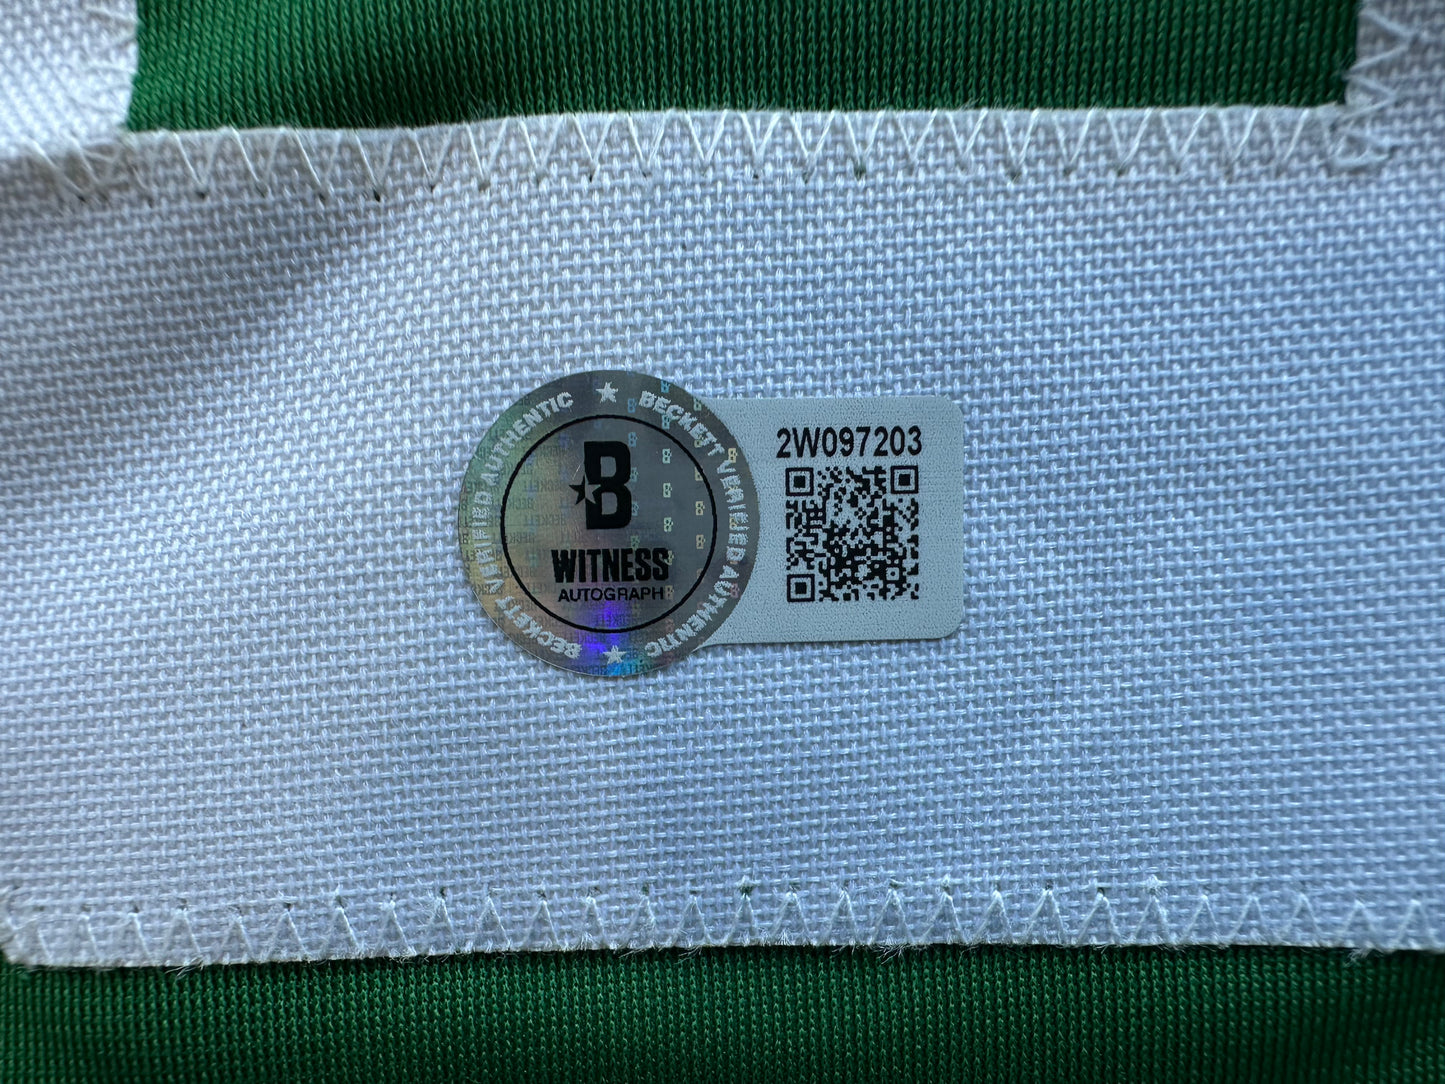 BECKETT VERIFIED AUTHENTIC ★ BECKETT VERIFIED AUTHENTIC ★
B
WITNESS
AUTOGRAPH
2W097203